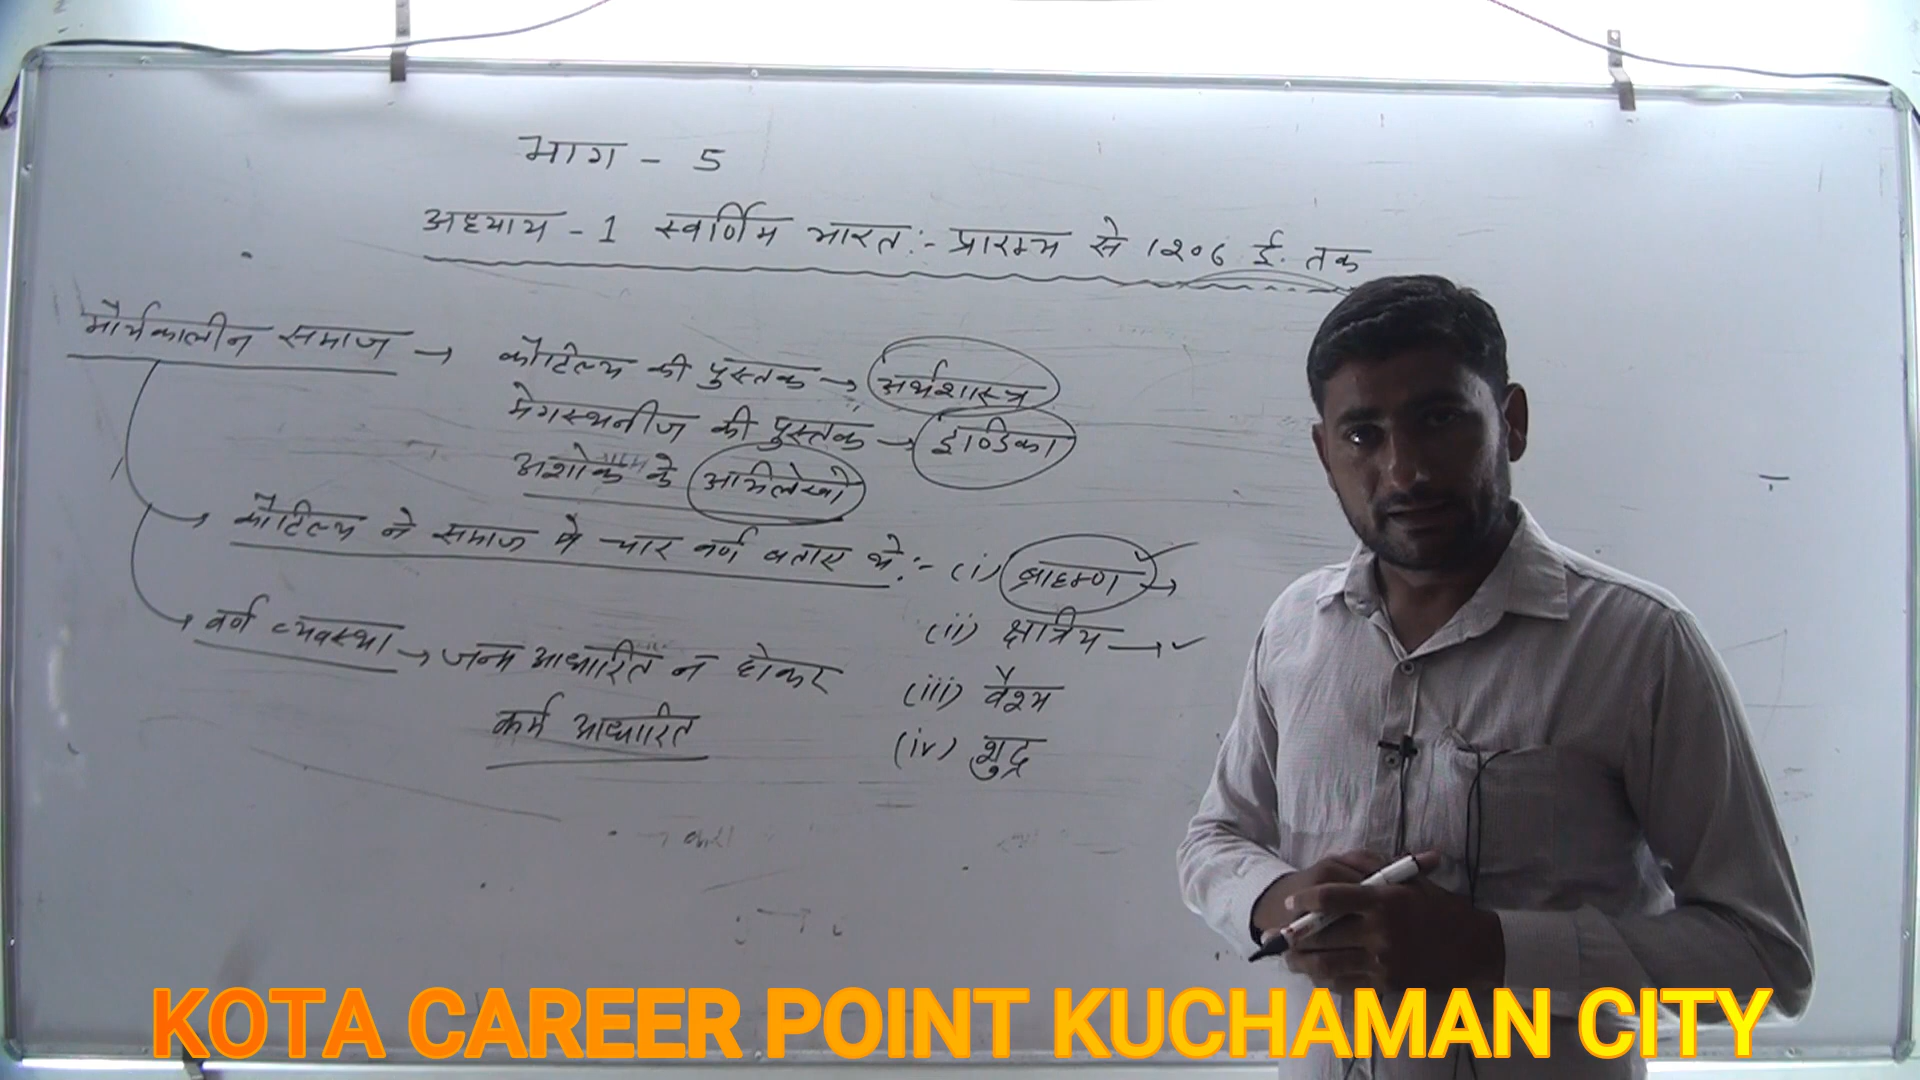 भाग - 5
अध्याय - 1 स्वर्णिम भारत:- प्रारम्भ से 1206 ई. तक
मौर्यकालीन समाज → कौटिल्य की पुस्तक → अर्थशास्त्र
मेगस्थनीज की पुस्तक → इण्डिका
अशोक के अभिलेखो
कौटिल्य ने समाज मे चार वर्ण बताए थे:- (i) ब्राहम्ण →
(ii) क्षत्रिय →
वर्ण व्यवस्था → जन्म आधारित न होकर
(iii) वैश्य
कर्म आधारित
(iv) शुद्र
KOTA CAREER POINT KUCHAMAN CITY